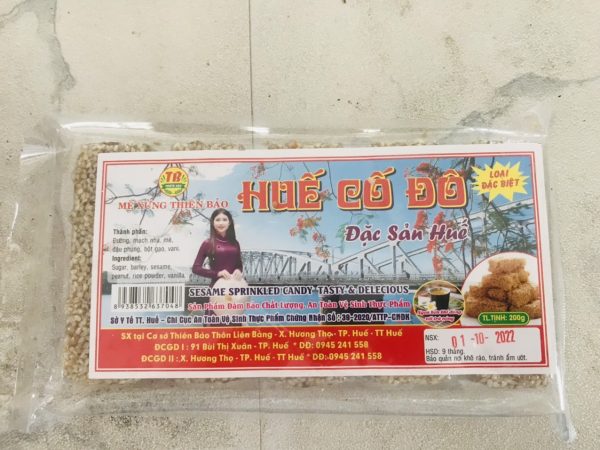 TB
MÈ XỬNG THIÊN BẢO
HUẾ CỐ ĐÔ
LOẠI
ĐẶC BIỆT
Đặc Sản Huế
Thành phần:
Đường, mạch nha, mè,
đậu phụng, bột gạo, vani.
Ingredient:
Sugar, barley, sesame,
peanut, rice powder, vanilla.
8938532637048
SESAME SPRINKLED CANDY TASTY & DELECIOUS
Sản Phẩm Đảm Bảo Chất Lượng, An Toàn Vệ Sinh Thực Phẩm
Sở Y Tế TT. Huế - Chi Cục An Toàn Vệ Sinh Thực Phẩm Chứng Nhận Số : 39-2020/ATTP-CNĐK
TL.TỊNH: 200g
SX tại Cơ sở Thiên Bảo Thôn Liên Bằng - X. Hương Thọ - TP. Huế - TT Huế
ĐCGD I : 91 Bùi Thị Xuân - TP. Huế * DĐ: 0945 241 558
ĐCGD II : X. Hương Thọ - TP. Huế - TT Huế * DĐ: 0945 241 558
NSX: 01 -10- 2022
HSD: 9 tháng.
Bảo quản nơi khô ráo, tránh ẩm ướt.